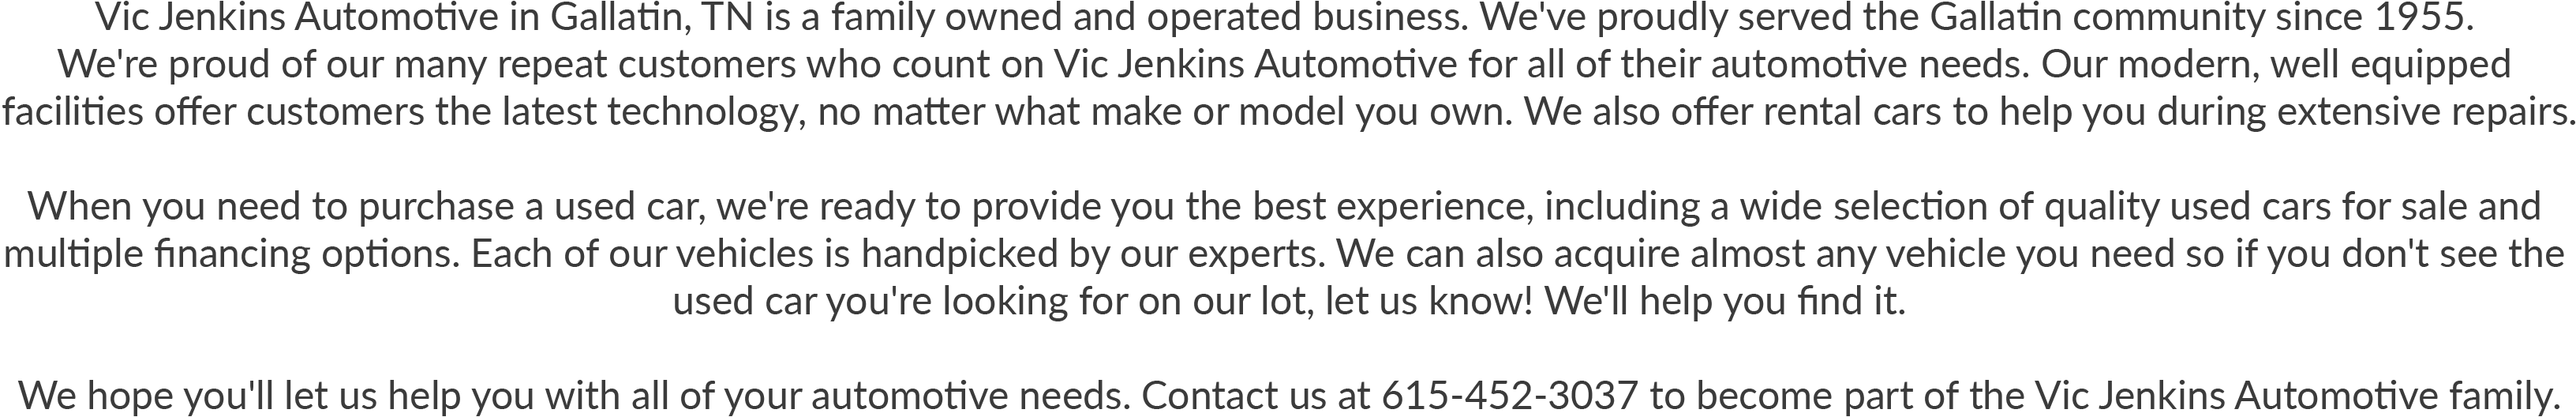 Vic Jenkins Automotive in Gallatin, TN is a family owned and operated business. We've proudly served the Gallatin community since 1955.
We're proud of our many repeat customers who count on Vic Jenkins Automotive for all of their automotive needs. Our modern, well equipped
facilities offer customers the latest technology, no matter what make or model you own. We also offer rental cars to help you during extensive repairs.
When you need to purchase a used car, we're ready to provide you the best experience, including a wide selection of quality used cars for sale and
multiple financing options. Each of our vehicles is handpicked by our experts. We can also acquire almost any vehicle you need so if you don't see the
used car you're looking for on our lot, let us know! We'll help you find it.
We hope you'll let us help you with all of your automotive needs. Contact us at 615-452-3037 to become part of the Vic Jenkins Automotive family.